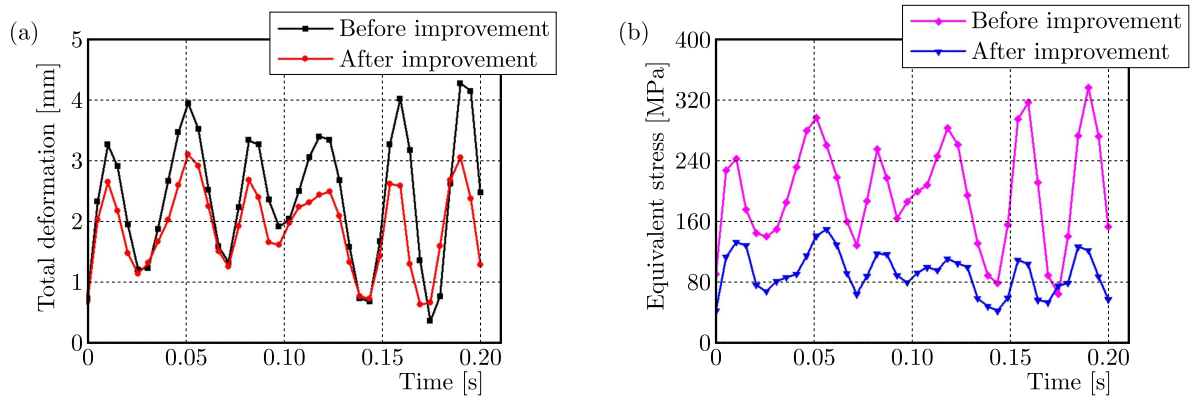 (a)
Total deformation [mm]
5
4
3
2
1
0
0 0.05 0.10 0.15 0.20
Time [s]
Before improvement
After improvement
(b)
Equivalent stress [MPa]
400
320
240
160
80
0
0 0.05 0.10 0.15 0.20
Time [s]
Before improvement
After improvement